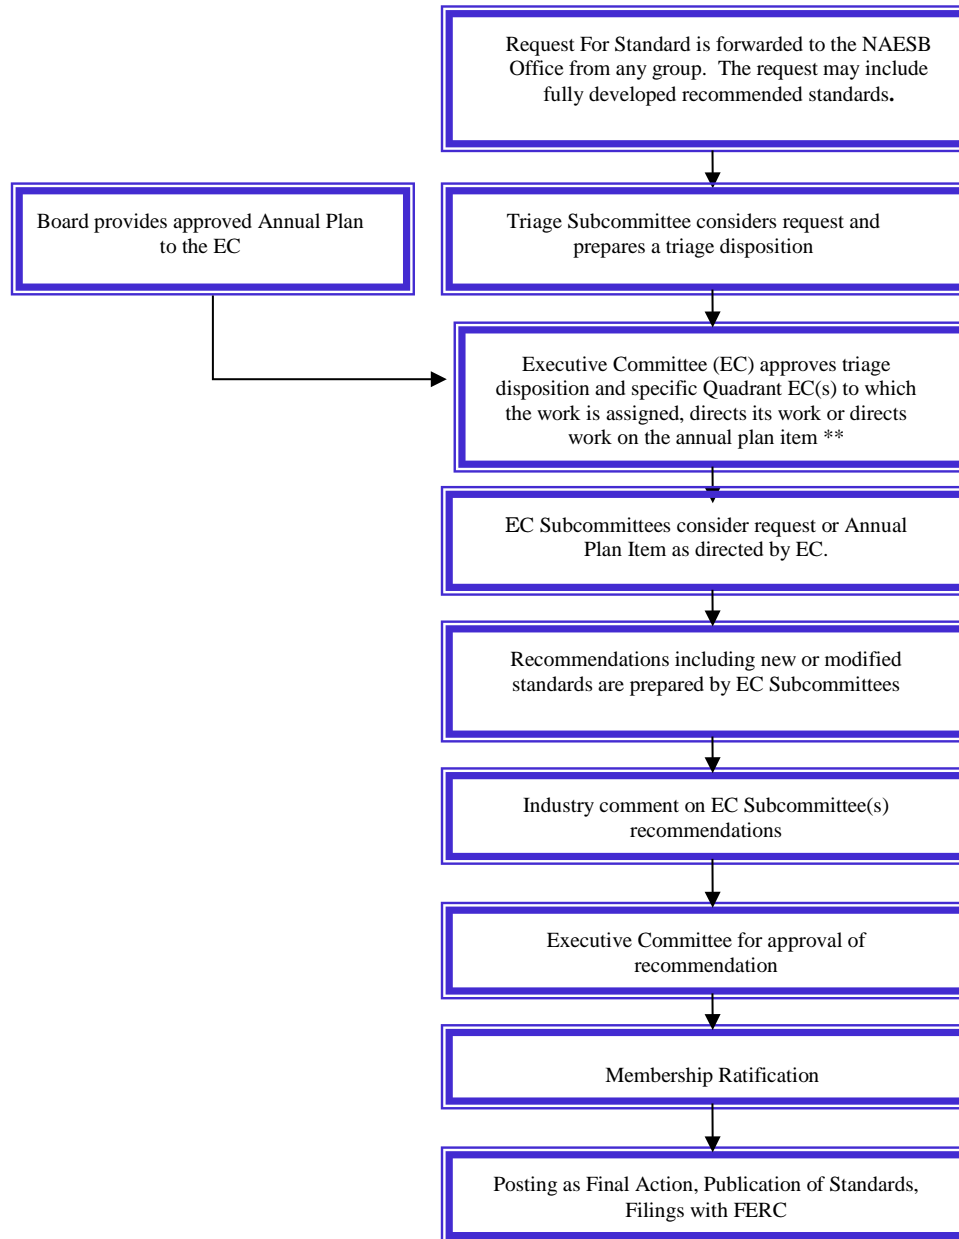 Request For Standard is forwarded to the NAESB
Office from any group.  The request may include
fully developed recommended standards.
Board provides approved Annual Plan
to the EC
Triage Subcommittee considers request and
prepares a triage disposition
Executive Committee (EC) approves triage
disposition and specific Quadrant EC(s) to which
the work is assigned, directs its work or directs
work on the annual plan item **
EC Subcommittees consider request or Annual
Plan Item as directed by EC.
Recommendations including new or modified
standards are prepared by EC Subcommittees
Industry comment on EC Subcommittee(s)
recommendations
Executive Committee for approval of
recommendation
Membership Ratification
Posting as Final Action, Publication of Standards,
Filings with FERC